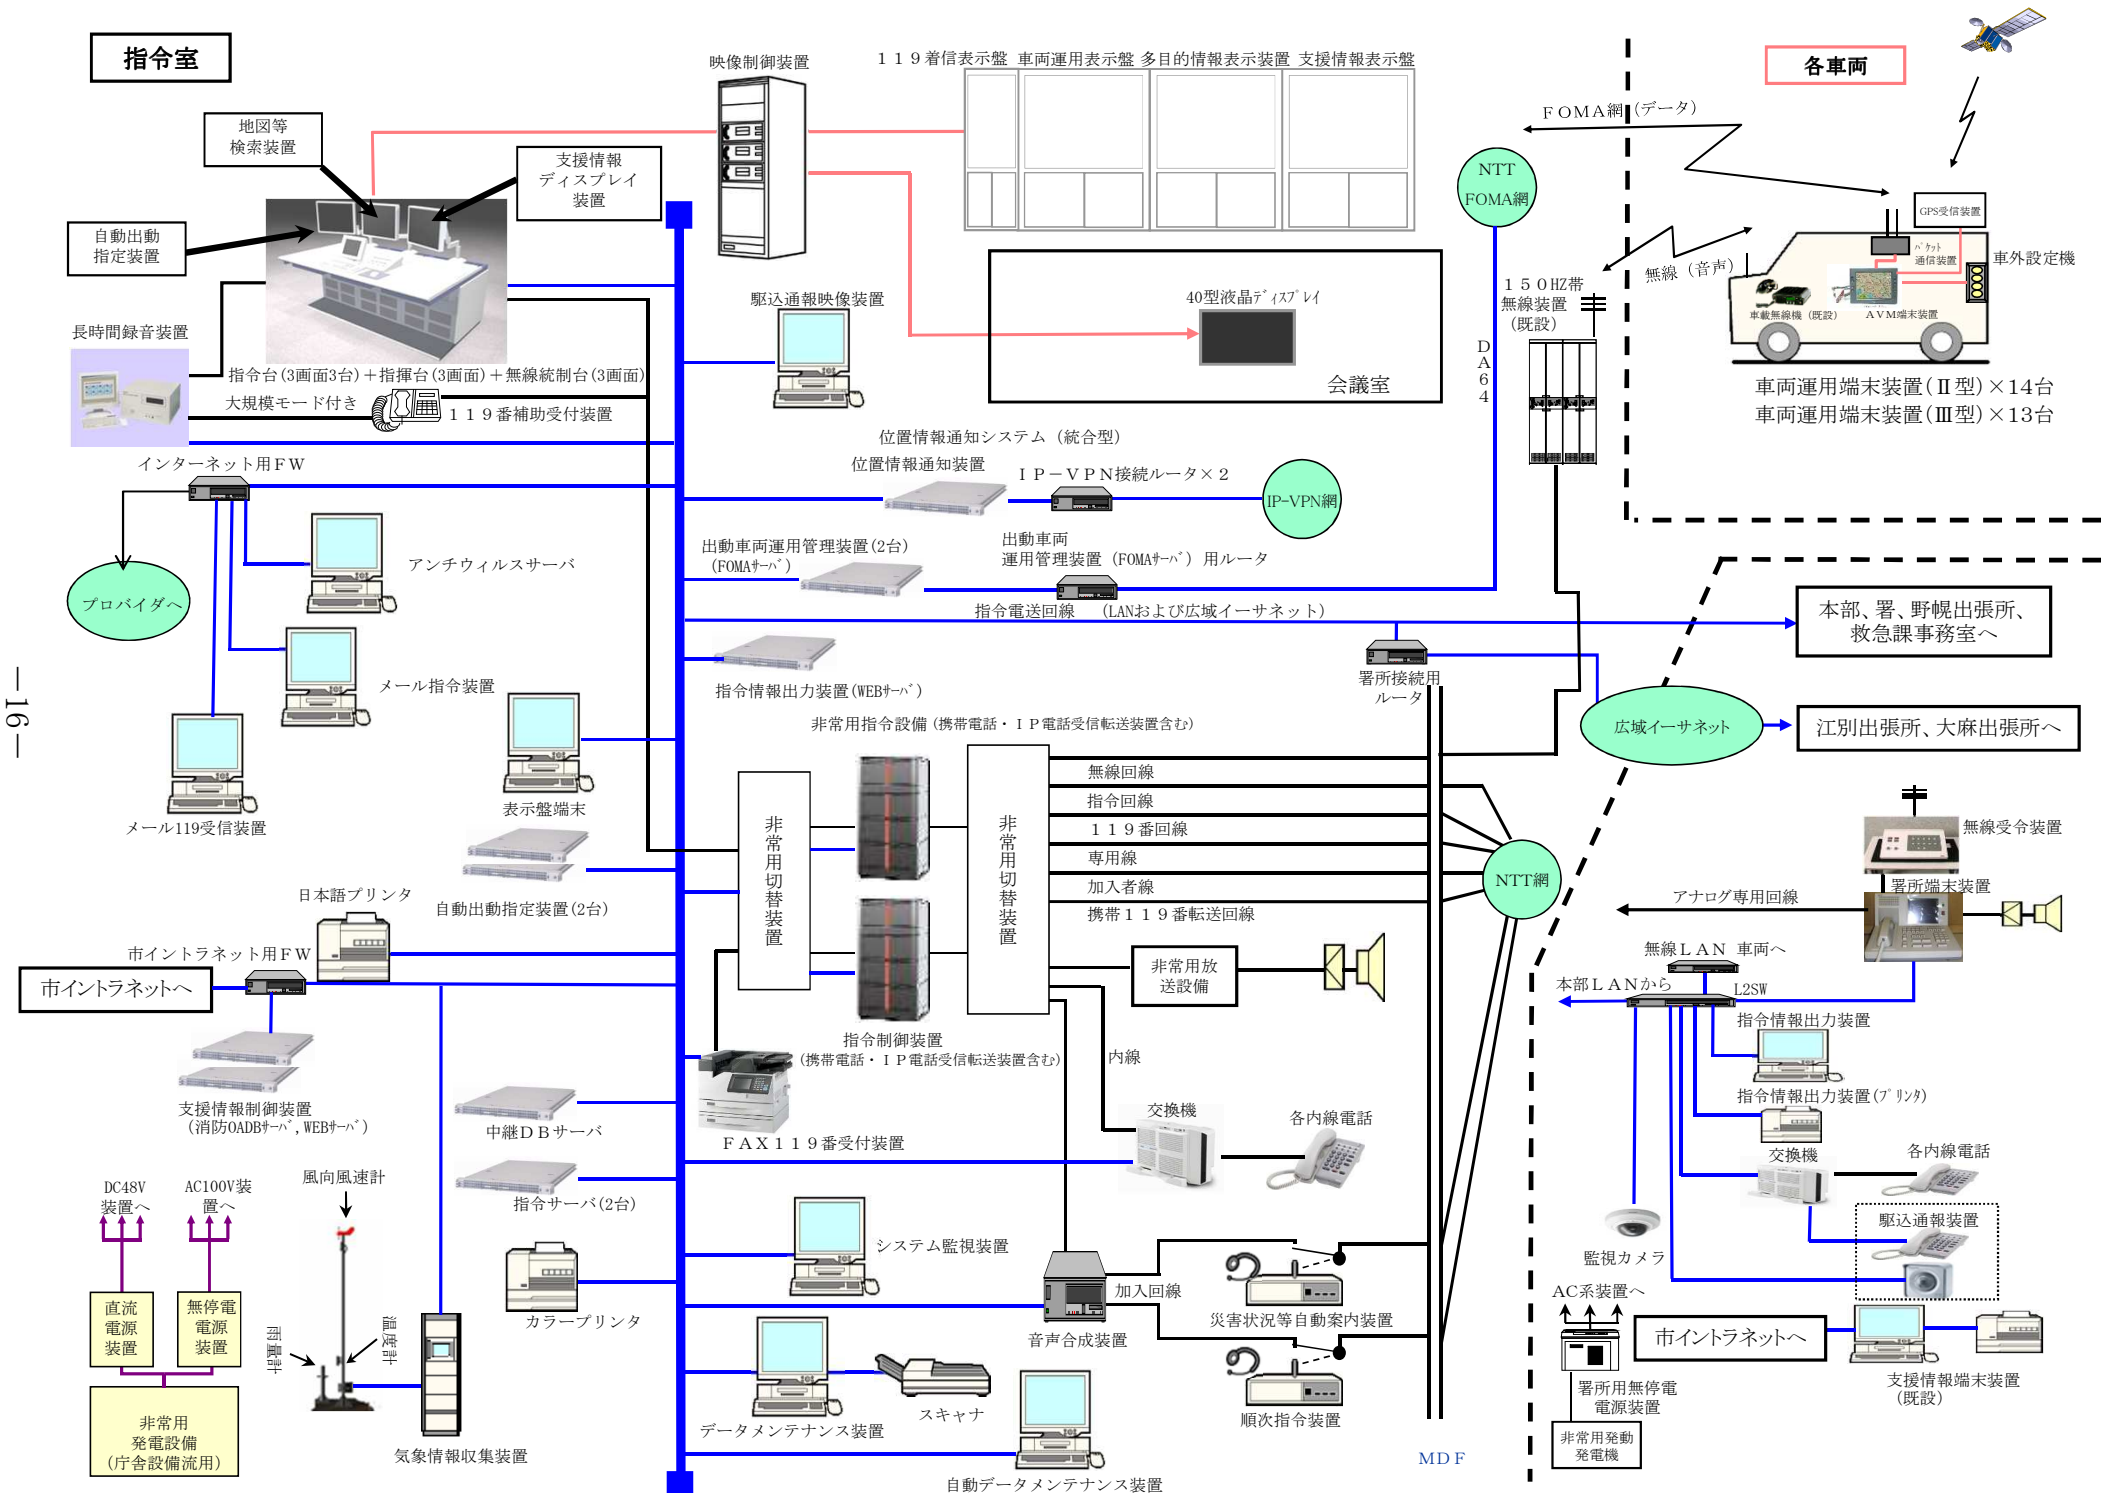 指令室
映像制御装置
１１９着信表示盤 車両運用表示盤 多目的情報表示装置 支援情報表示盤
各車両
地図等
検索装置
支援情報
ディスプレイ
装置
自動出動
指定装置
FOMA網（データ）
NTT
FOMA網
GPS受信装置
ﾊﾟｹｯﾄ
通信装置
車外設定機
無線（音声）
車載無線機（既設）
AVM端末装置
１５０HZ帯
無線装置
（既設）
車両運用端末装置(Ⅱ型)×14台
車両運用端末装置(Ⅲ型)×13台
駆込通報映像装置
40型液晶ﾃﾞｨｽﾌﾟﾚｲ
会議室
DA64
長時間録音装置
指令台(3画面3台)＋指揮台(3画面)＋無線統制台(3画面)
大規模モード付き
１１９番補助受付装置
インターネット用FW
位置情報通知システム（統合型）
位置情報通知装置
ＩＰ－ＶＰＮ接続ルータ×２
IP-VPN網
出動車両運用管理装置(2台)
(FOMAｻｰﾊﾞ)
出動車両
運用管理装置（FOMAｻｰﾊﾞ）用ルータ
アンチウィルスサーバ
プロバイダへ
指令電送回線　（LANおよび広域イーサネット）
本部、署、野幌出張所、
救急課事務室へ
署所接続用
ルータ
指令情報出力装置(WEBｻｰﾊﾞ)
メール指令装置
広域イーサネット
江別出張所、大麻出張所へ
非常用指令設備(携帯電話・ＩＰ電話受信転送装置含む)
表示盤端末
メール119受信装置
非常用切替装置
非常用切替装置
無線回線
指令回線
１１９番回線
専用線
加入者線
携帯１１９番転送回線
NTT網
無線受令装置
署所端末装置
アナログ専用回線
自動出動指定装置(2台)
日本語プリンタ
市イントラネット用FW
市イントラネットへ
非常用放
送設備
無線ＬＡＮ 車両へ
本部ＬＡＮから
L2SW
指令情報出力装置
指令制御装置
(携帯電話・ＩＰ電話受信転送装置含む)
内線
指令情報出力装置(ﾌﾟﾘﾝﾀ)
支援情報制御装置
（消防OADBｻｰﾊﾞ,WEBｻｰﾊﾞ）
中継ＤＢサーバ
ＦＡＸ１１９番受付装置
交換機
各内線電話
交換機
各内線電話
DC48V
装置へ
AC100V装
置へ
風向風速計
指令サーバ(2台)
駆込通報装置
監視カメラ
システム監視装置
加入回線
災害状況等自動案内装置
音声合成装置
AC系装置へ
直流
電源
装置
無停電
電源
装置
雨量計
温度計
カラープリンタ
市イントラネットへ
支援情報端末装置
（既設）
署所用無停電
電源装置
データメンテナンス装置
スキャナ
順次指令装置
非常用
発電設備
（庁舎設備流用）
気象情報収集装置
自動データメンテナンス装置
MDF
非常用発動
発電機
－16－